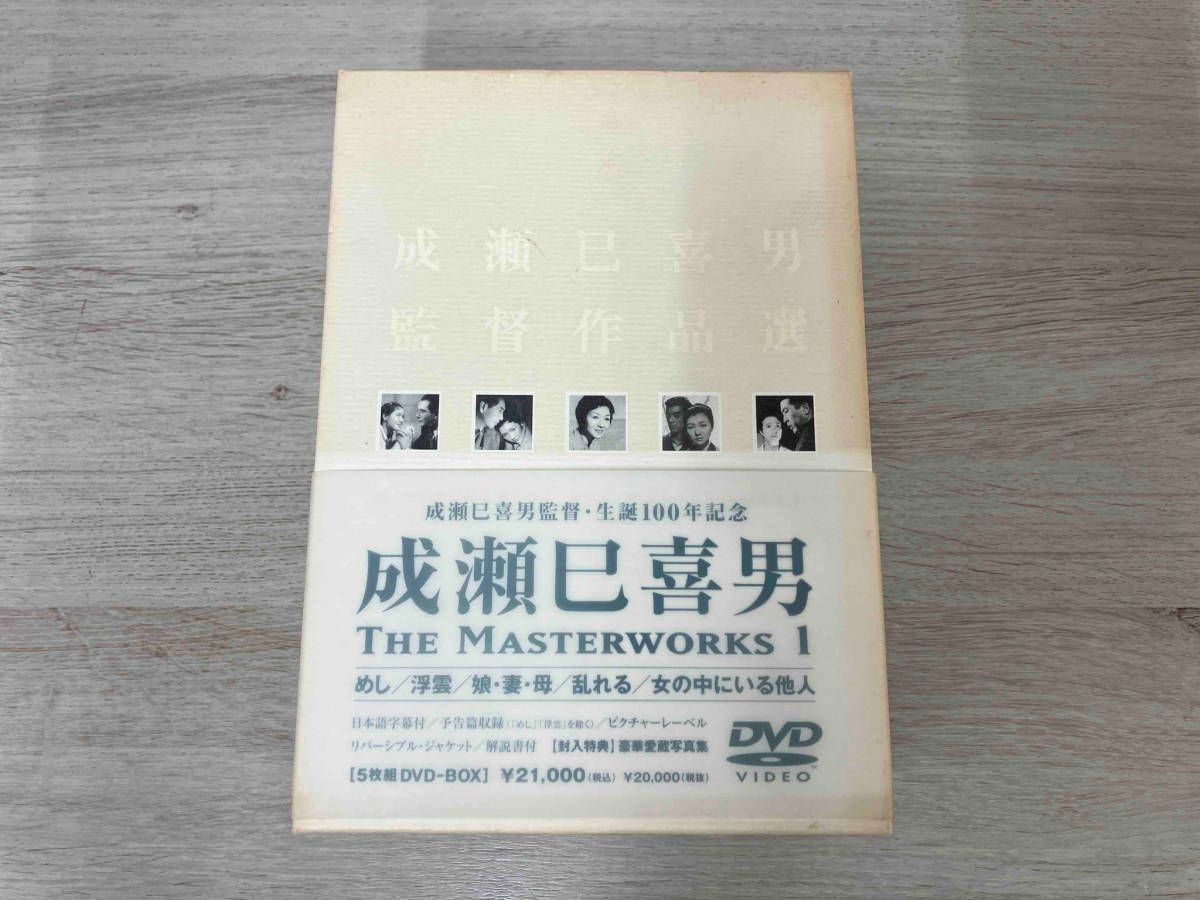 成瀬巳喜男
監督作品選
成瀬巳喜男監督・生誕100年記念
成瀬巳喜男
THE MASTERWORKS 1
めし/浮雲/娘・妻・母/乱れる/女の中にいる他人
日本語字幕付/予告篇収録(「めし」「浮雲」を除く)/ピクチャーレーベル
リバーシブル・ジャケット/解説書付 【封入特典】豪華愛蔵写真集
[5枚組DVD-BOX] ¥21,000(税込) ¥20,000(税抜)
DVD
VIDEO™